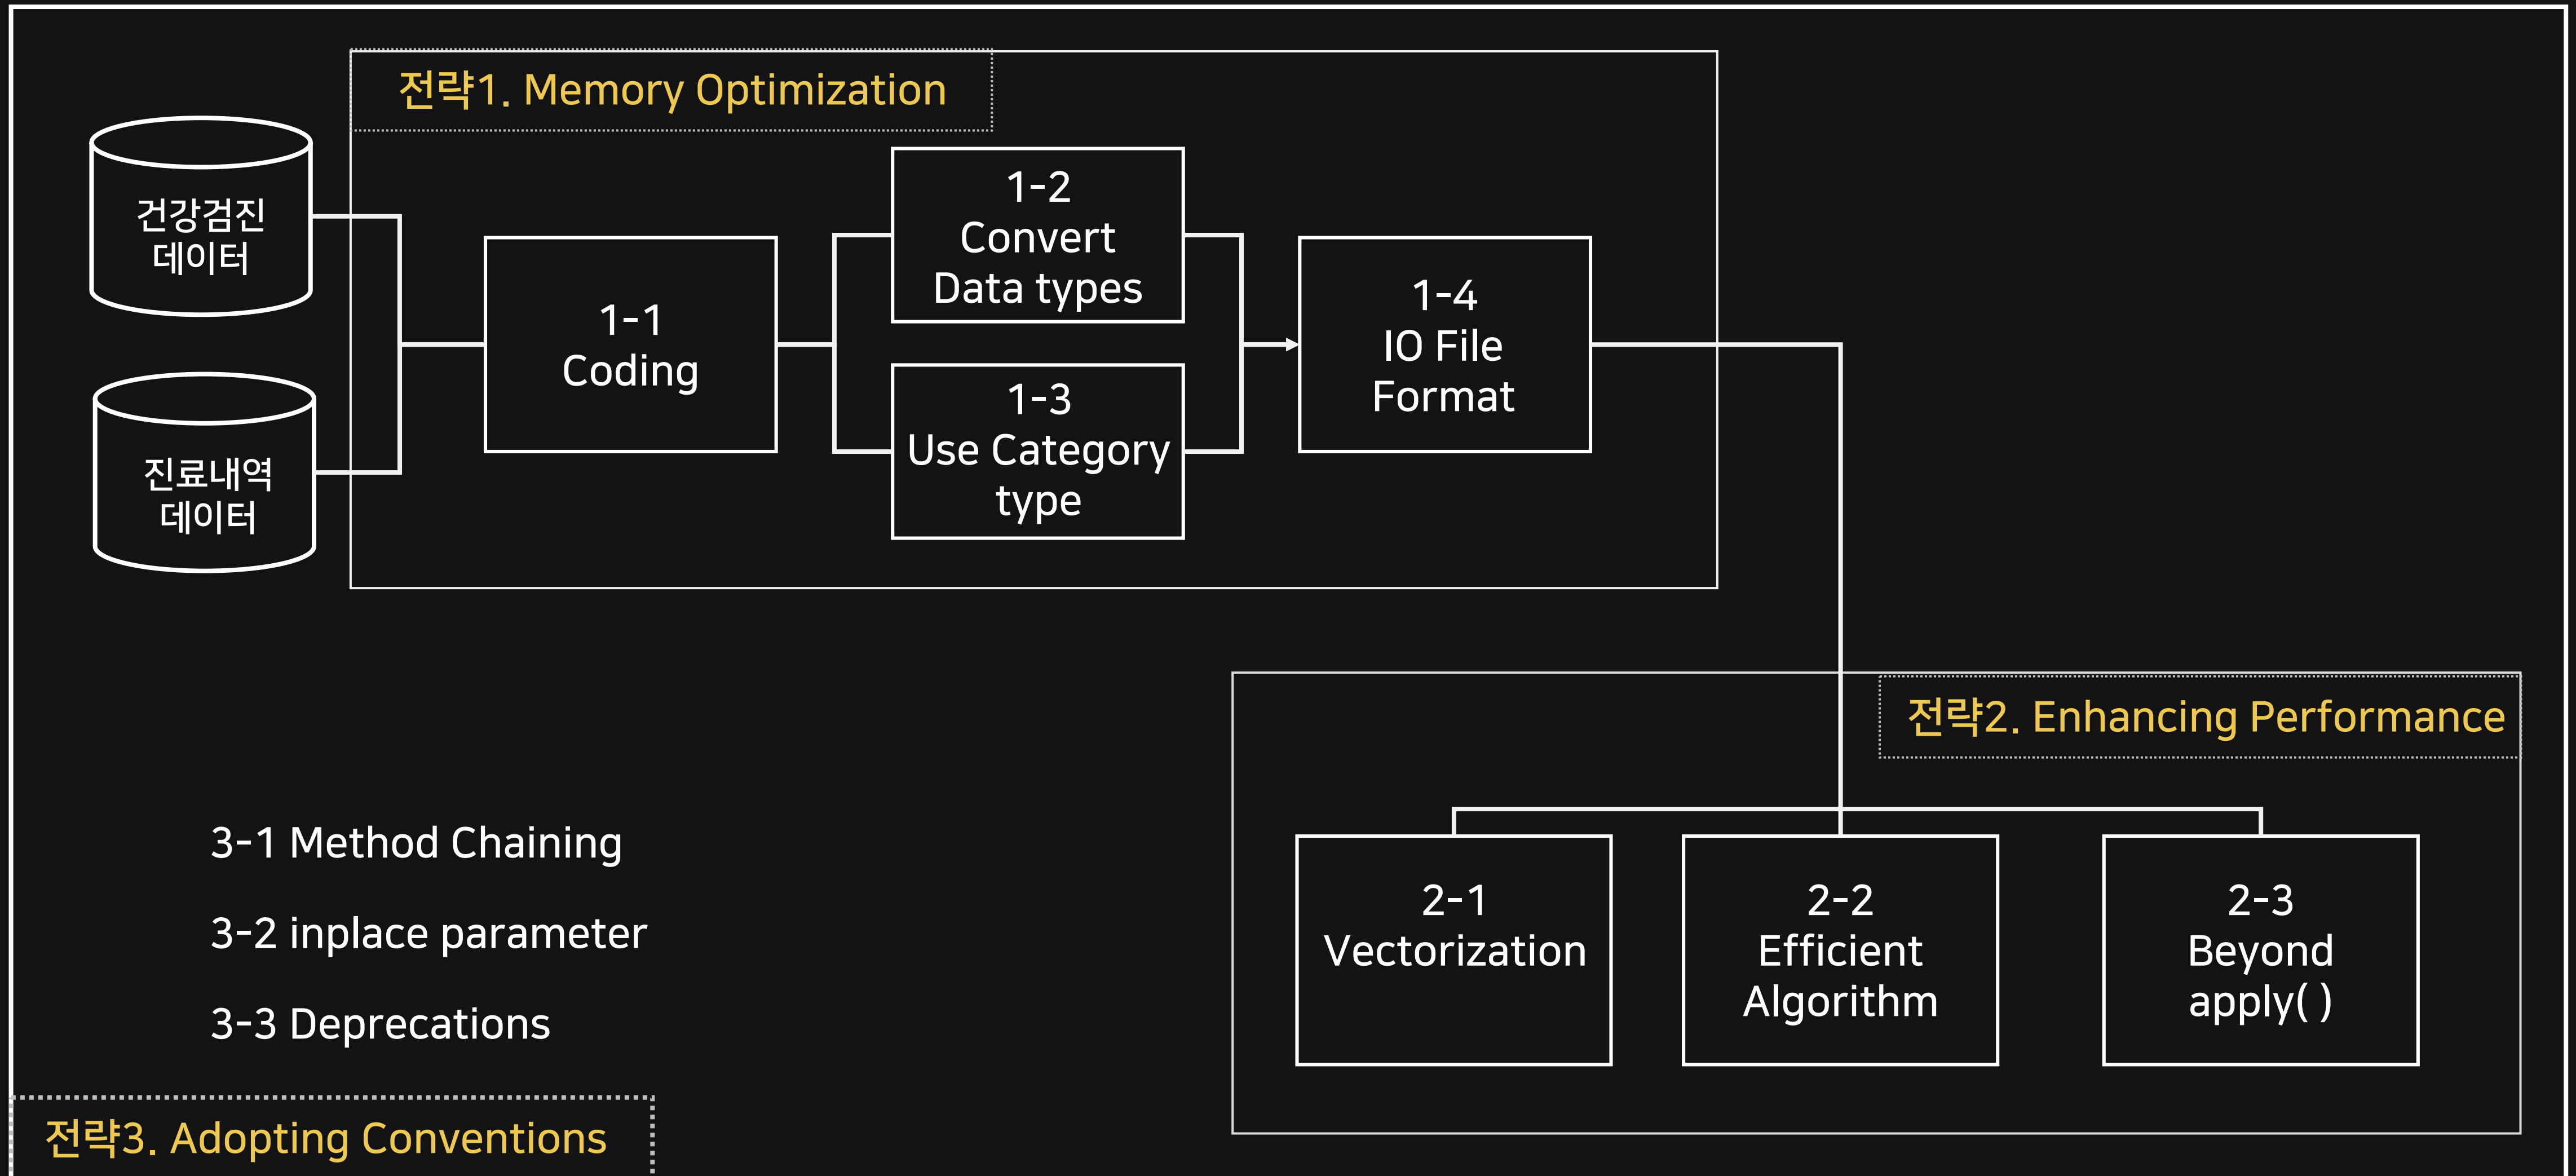 전략1. Memory Optimization
건강검진
데이터
진료내역
데이터
1-1
Coding
1-2
Convert
Data types
1-3
Use Category
type
1-4
IO File
Format
전략2. Enhancing Performance
2-1
Vectorization
2-2
Efficient
Algorithm
2-3
Beyond
apply( )
3-1 Method Chaining
3-2 inplace parameter
3-3 Deprecations
전략3. Adopting Conventions